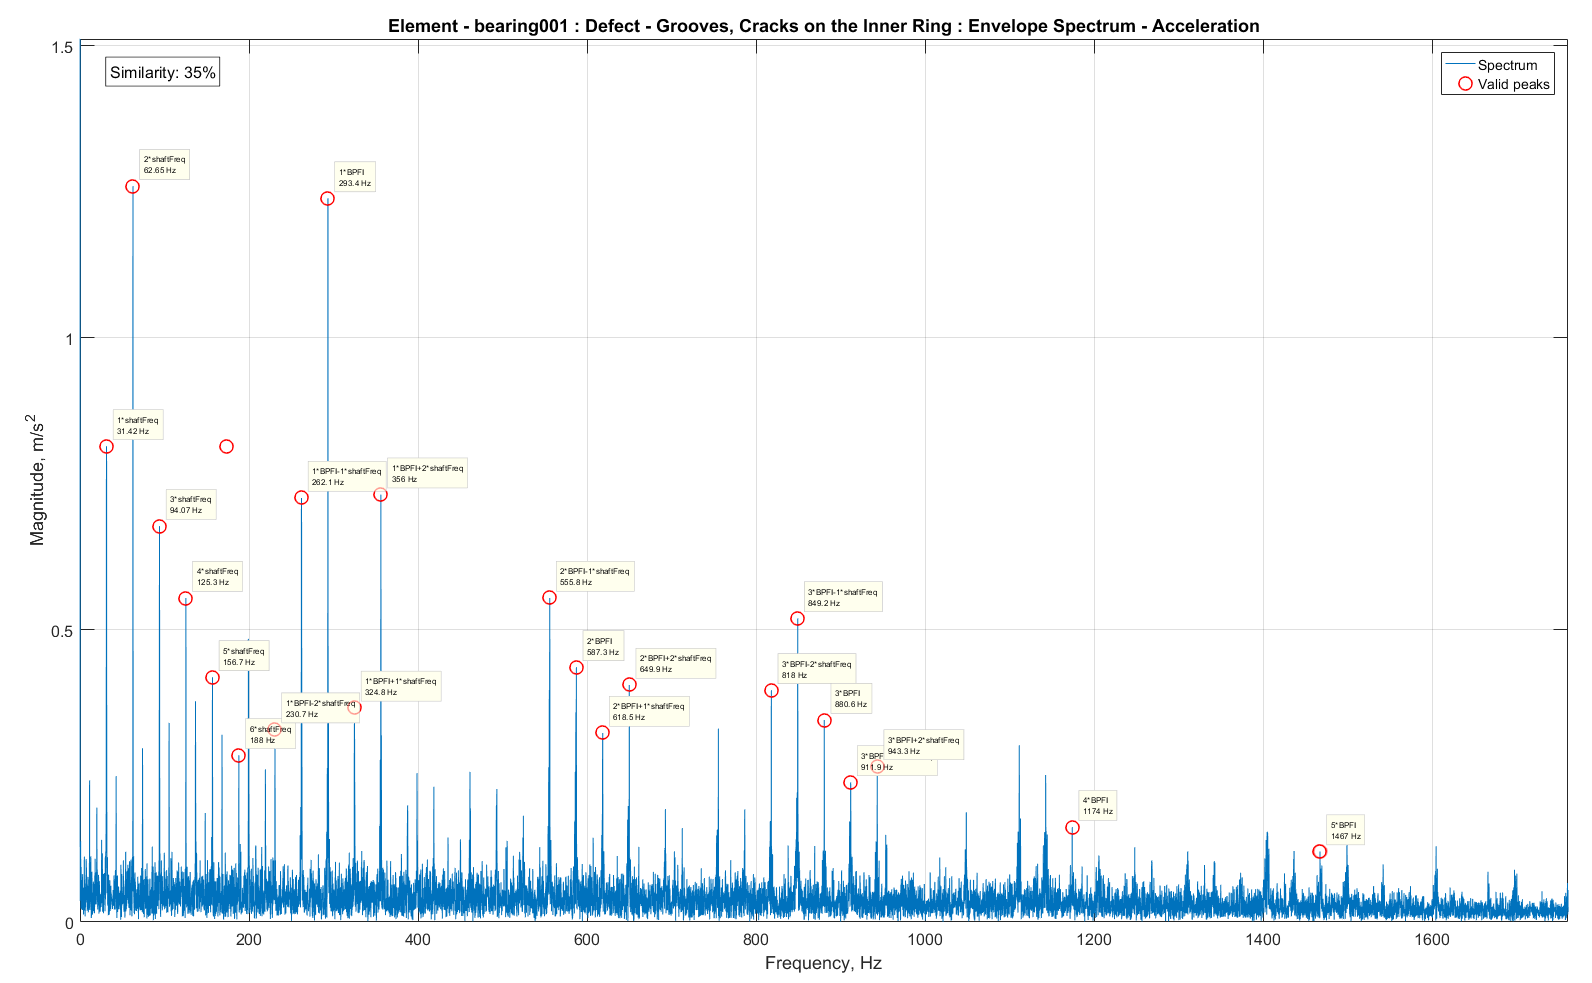 Element - bearing001 : Defect - Grooves, Cracks on the Inner Ring : Envelope Spectrum - Acceleration
Similarity: 35%
Spectrum
Valid peaks
2*shaftFreq
62.65 Hz
1*BPFI
293.4 Hz
1*shaftFreq
31.42 Hz
1*BPFI-1*shaftFreq
262.1 Hz
1*BPFI+2*shaftFreq
356 Hz
3*shaftFreq
94.07 Hz
4*shaftFreq
125.3 Hz
2*BPFI-1*shaftFreq
555.8 Hz
3*BPFI-1*shaftFreq
849.2 Hz
5*shaftFreq
156.7 Hz
2*BPFI
587.3 Hz
2*BPFI+2*shaftFreq
649.9 Hz
3*BPFI-2*shaftFreq
818 Hz
1*BPFI+1*shaftFreq
324.8 Hz
3*BPFI
880.6 Hz
1*BPFI-2*shaftFreq
230.7 Hz
2*BPFI+1*shaftFreq
618.5 Hz
6*shaftFreq
188 Hz
3*BPFI+2*shaftFreq
943.3 Hz
3*BPF
911.9 Hz
4*BPFI
1174 Hz
5*BPFI
1467 Hz
1.5
1
0.5
0
Magnitude, m/s²
0
200
400
600
800
1000
1200
1400
1600
Frequency, Hz